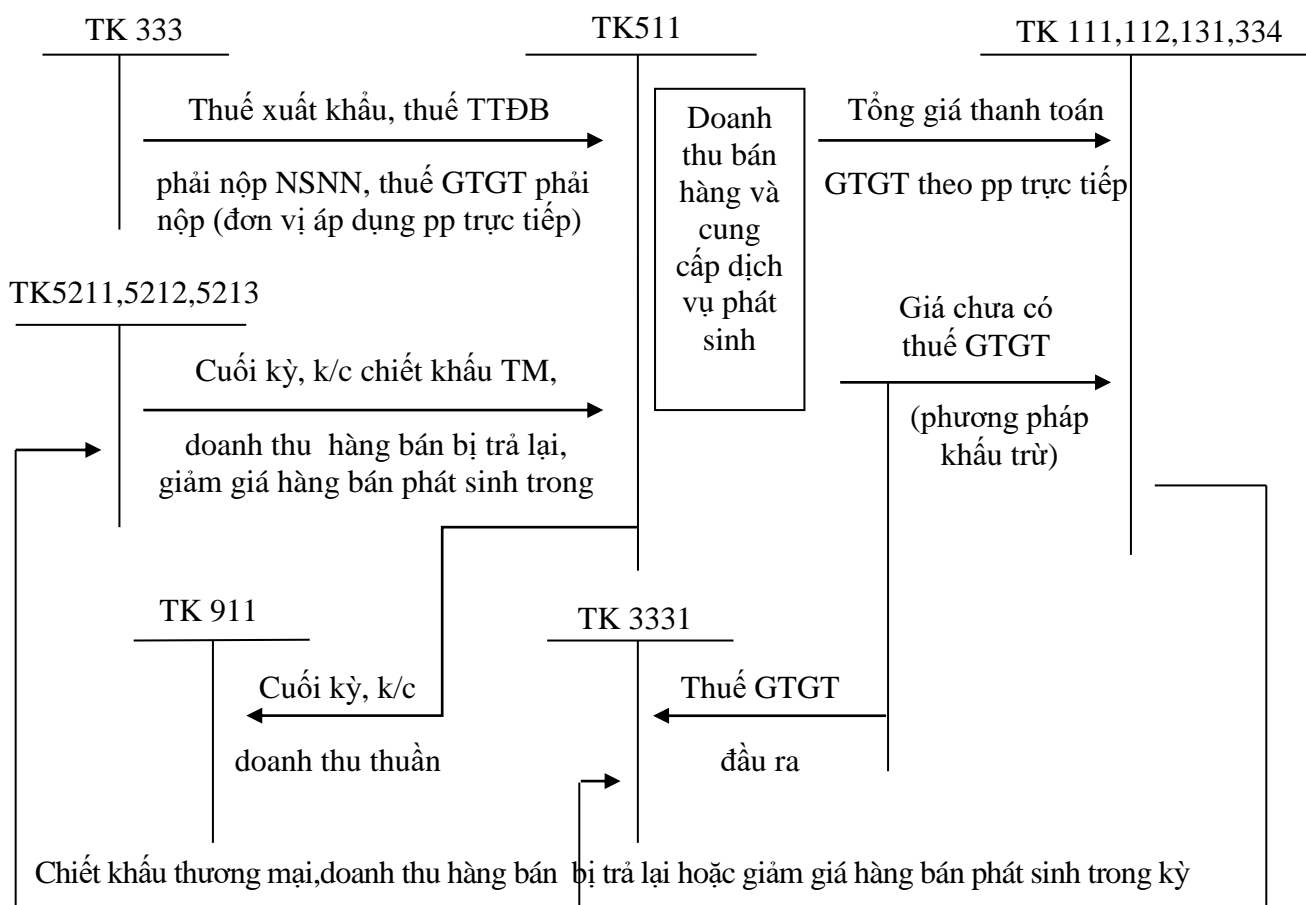 TK 333
TK511
TK 111,112,131,334
Thuế xuất khẩu, thuế TTĐB
phải nộp NSNN, thuế GTGT phải
nộp (đơn vị áp dụng pp trực tiếp)
Doanh
thu bán
hàng và
cung
cấp dịch
vụ phát
sinh
Tổng giá thanh toán
GTGT theo pp trực tiếp
TK5211,5212,5213
Cuối kỳ, k/c chiết khấu TM,
doanh thu hàng bán bị trả lại,
giảm giá hàng bán phát sinh trong
Giá chưa có
thuế GTGT
(phương pháp
khấu trừ)
TK 911
TK 3331
Cuối kỳ, k/c
doanh thu thuần
Thuế GTGT
đầu ra
Chiết khấu thương mại,doanh thu hàng bán bị trả lại hoặc giảm giá hàng bán phát sinh trong kỳ